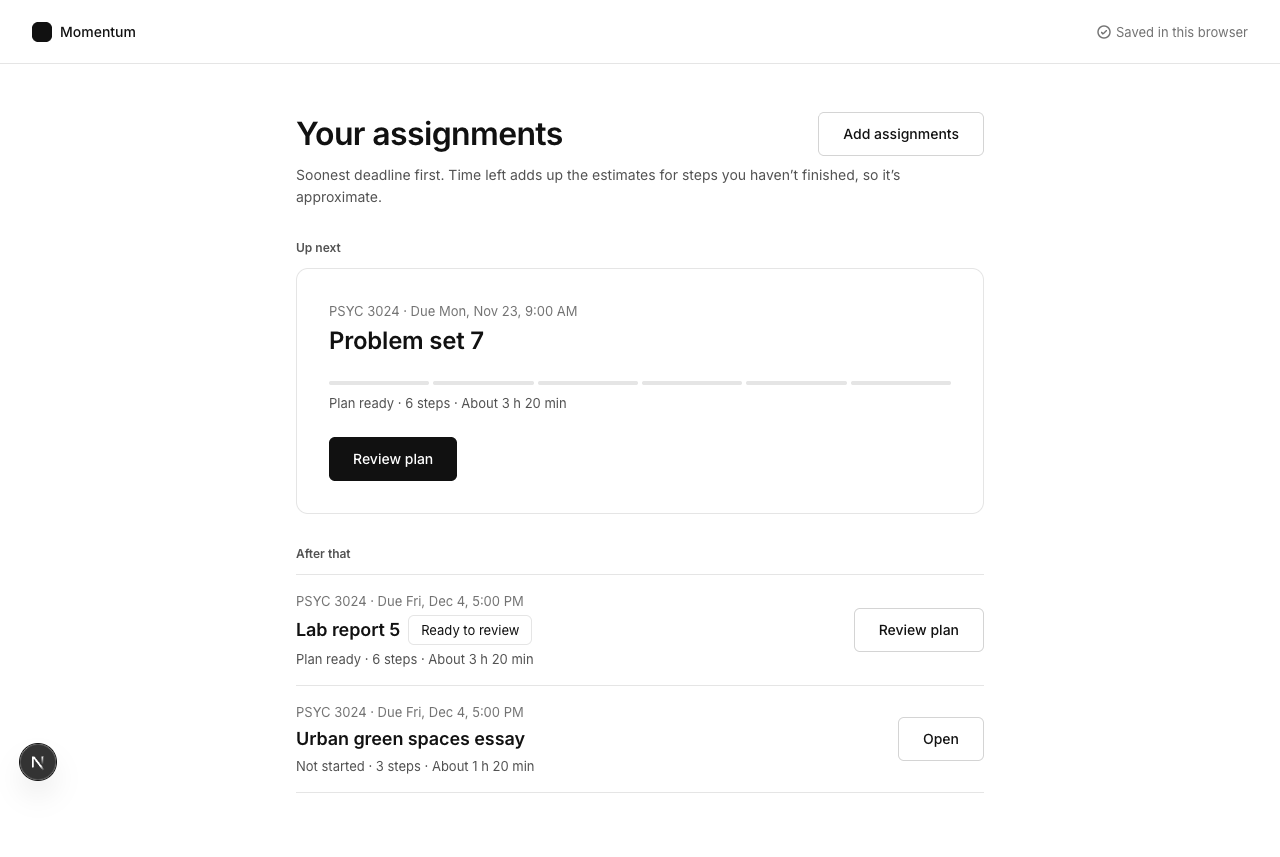 Momentum
Saved in this browser
Your assignments
Add assignments
Soonest deadline first. Time left adds up the estimates for steps you haven’t finished, so it’s
approximate.
Up next
PSYC 3024 · Due Mon, Nov 23, 9:00 AM
Problem set 7
Plan ready · 6 steps · About 3 h 20 min
Review plan
After that
PSYC 3024 · Due Fri, Dec 4, 5:00 PM
Lab report 5
Ready to review
Plan ready · 6 steps · About 3 h 20 min
Review plan
PSYC 3024 · Due Fri, Dec 4, 5:00 PM
Urban green spaces essay
Not started · 3 steps · About 1 h 20 min
Open
N